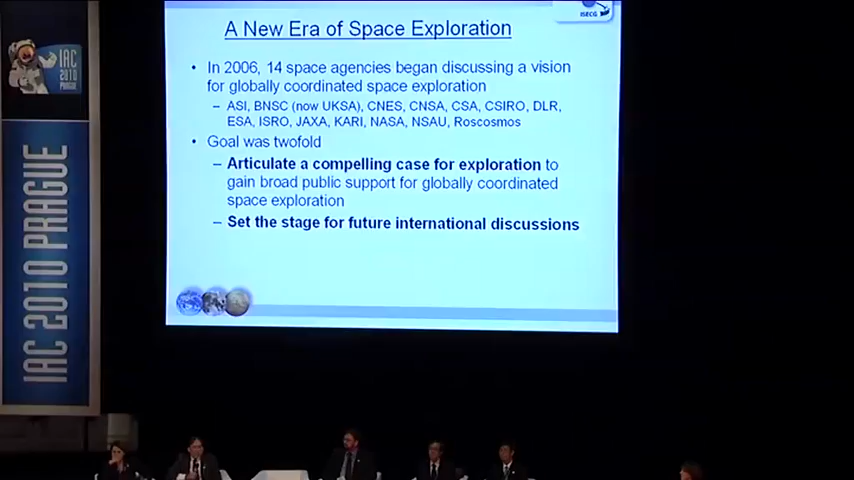 IAC
2010
PRAGUE
IAC 2010 PRAGUE
ISECG
A New Era of Space Exploration
• In 2006, 14 space agencies began discussing a vision
for globally coordinated space exploration
– ASI, BNSC (now UKSA), CNES, CNSA, CSA, CSIRO, DLR,
ESA, ISRO, JAXA, KARI, NASA, NSAU, Roscosmos
• Goal was twofold
– Articulate a compelling case for exploration to
gain broad public support for globally coordinated
space exploration
– Set the stage for future international discussions